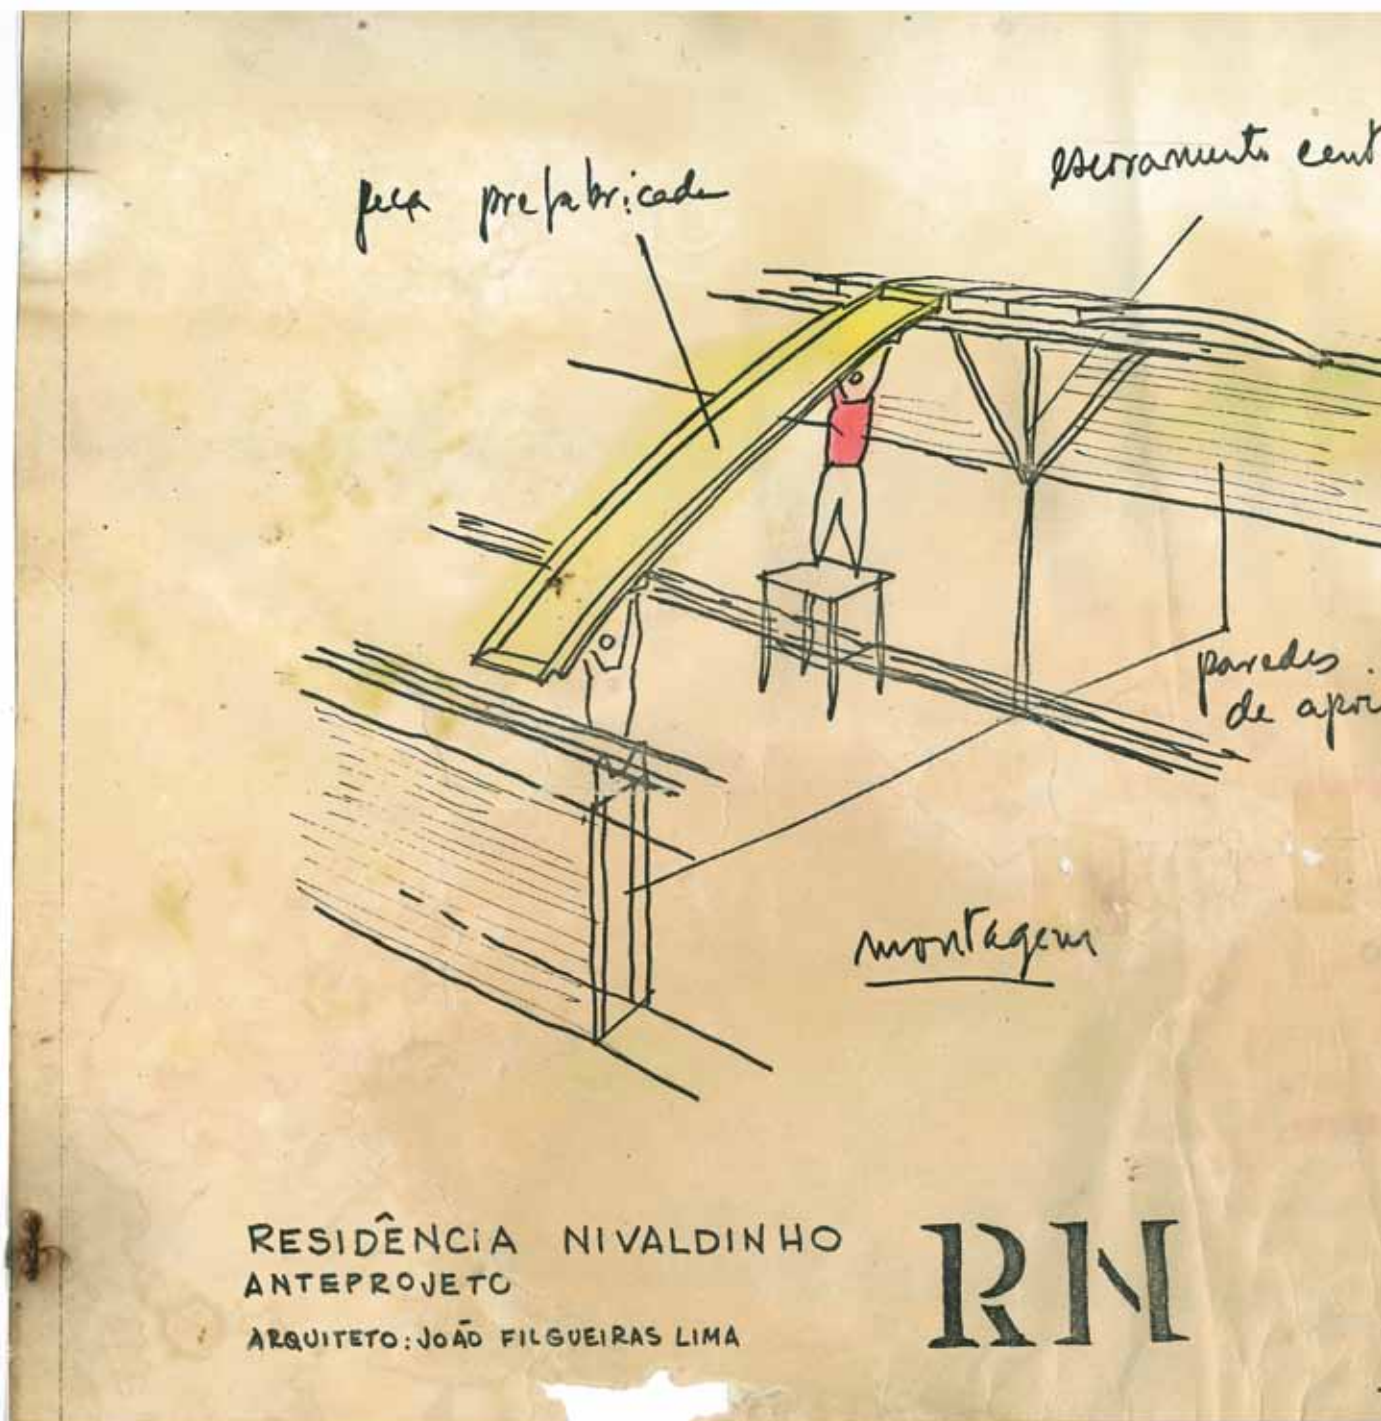 peça prefabricada
escoramento cent
paredes
de apoi
montagem
RESIDÊNCIA NIVALDINHO
ANTEPROJETO
ARQUITETO: JOÃO FILGUEIRAS LIMA
RN